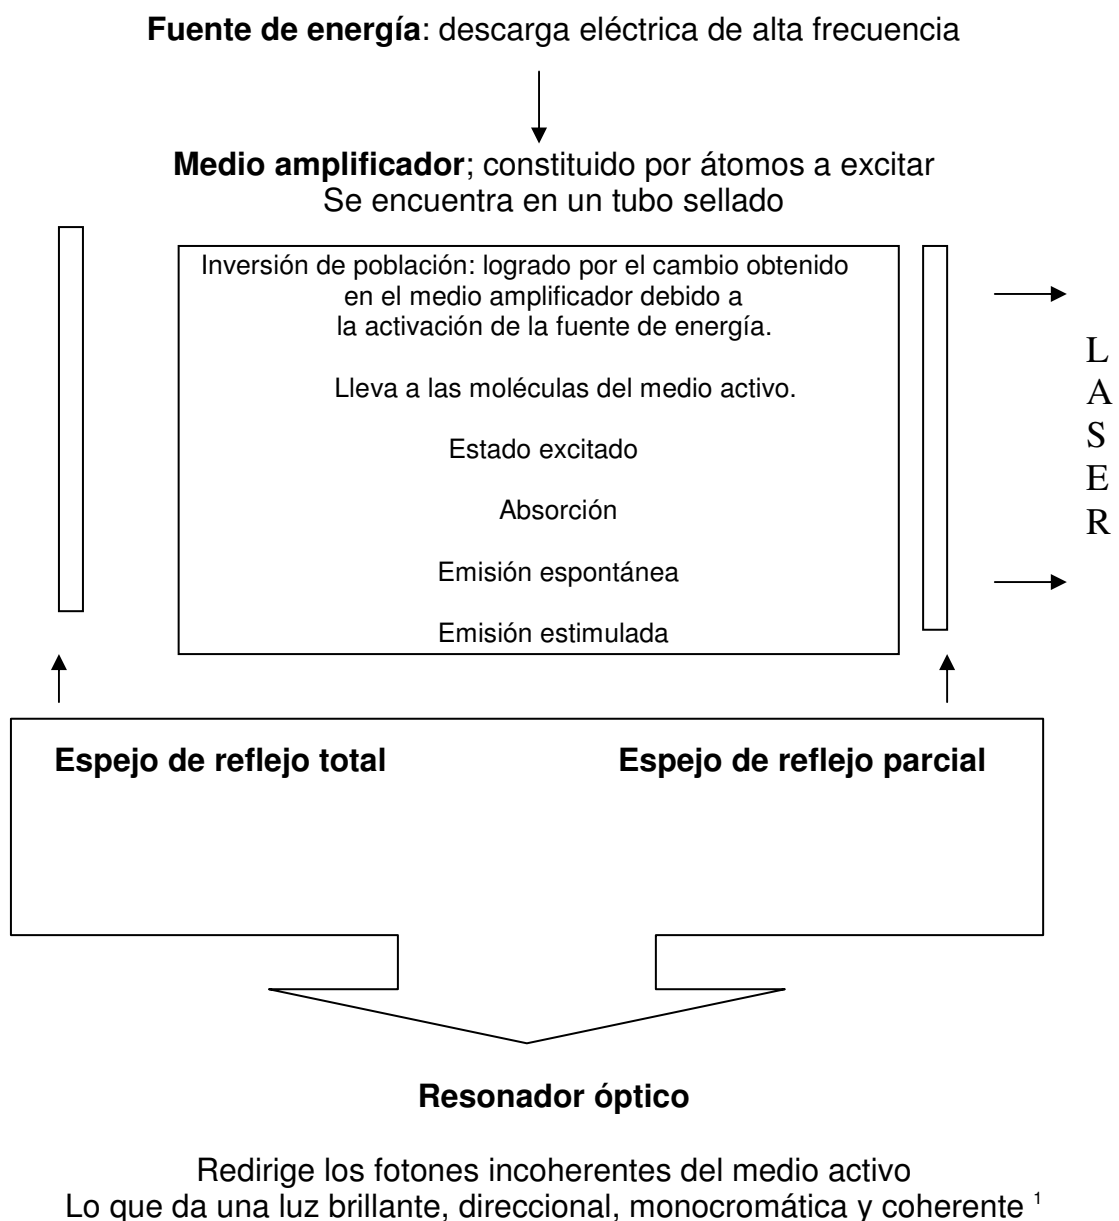 Fuente de energía: descarga eléctrica de alta frecuencia
Medio amplificador; constituido por átomos a excitar
Se encuentra en un tubo sellado
Inversión de población: logrado por el cambio obtenido
en el medio amplificador debido a
la activación de la fuente de energía.
Lleva a las moléculas del medio activo.
Estado excitado
Absorción
Emisión espontánea
Emisión estimulada
L
A
S
E
R
Espejo de reflejo total
Espejo de reflejo parcial
Resonador óptico
Redirige los fotones incoherentes del medio activo
Lo que da una luz brillante, direccional, monocromática y coherente ¹